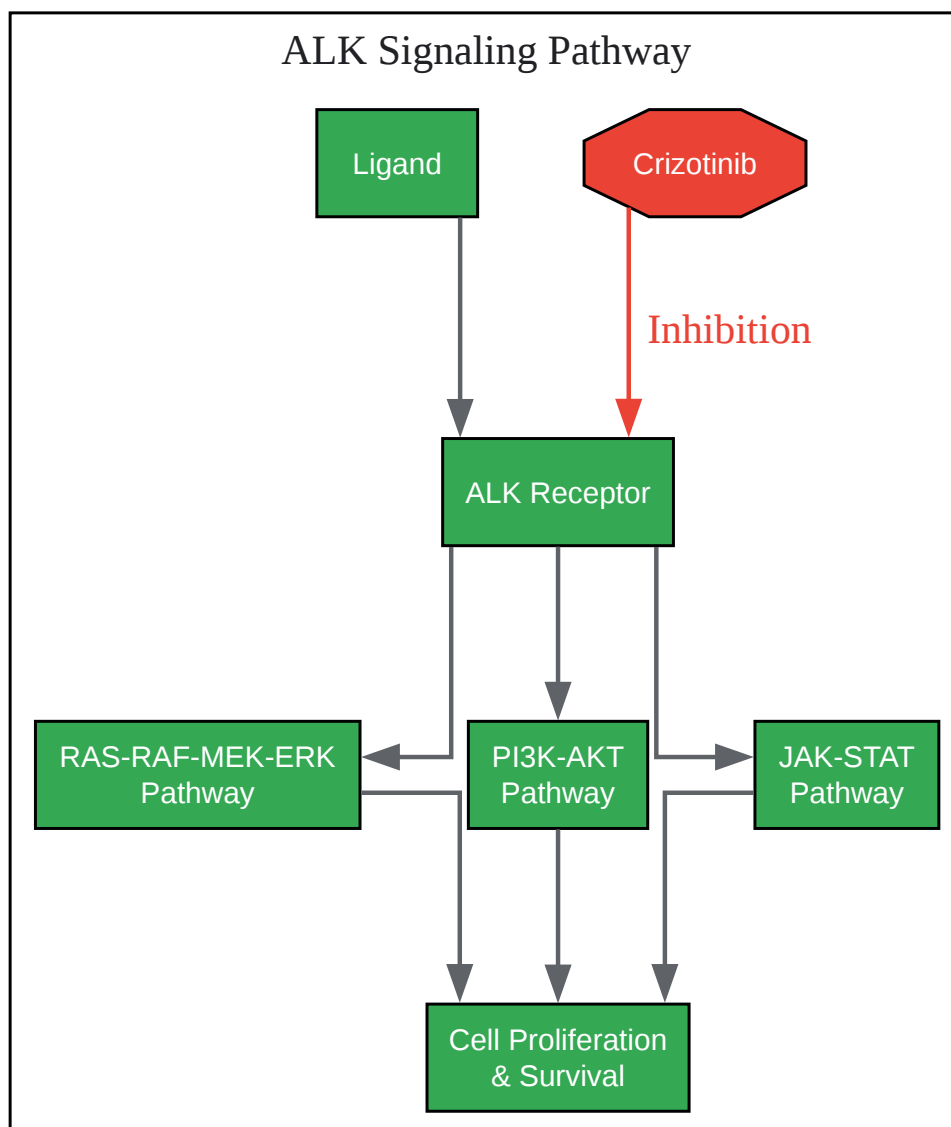 ALK Signaling Pathway
Ligand
Crizotinib
Inhibition
ALK Receptor
RAS-RAF-MEK-ERK
Pathway
PI3K-AKT
Pathway
JAK-STAT
Pathway
Cell Proliferation
& Survival